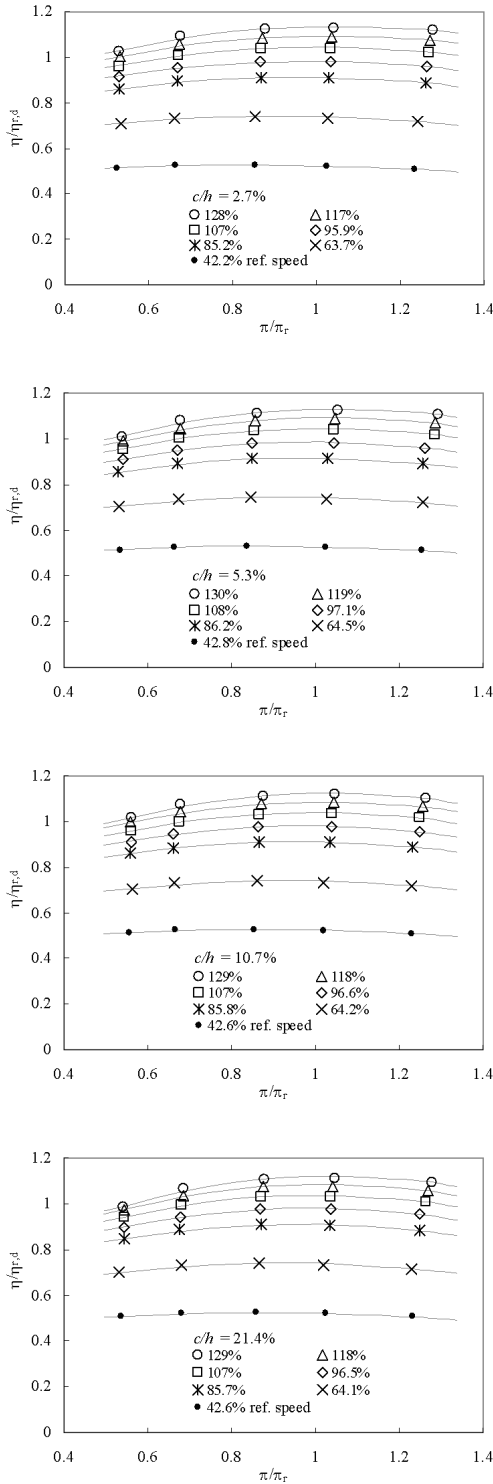 1.2
1
0.8
0.6
0.4
0.2
0
η/ηr,d
c/h = 2.7%
128% 117%
107% 95.9%
85.2% 63.7%
42.2% ref. speed
0.4 0.6 0.8 1 1.2 1.4
π/πr
1.2
1
0.8
0.6
0.4
0.2
0
η/ηr,d
c/h = 5.3%
130% 119%
108% 97.1%
86.2% 64.5%
42.8% ref. speed
0.4 0.6 0.8 1 1.2 1.4
π/πr
1.2
1
0.8
0.6
0.4
0.2
0
η/ηr,d
c/h = 10.7%
129% 118%
107% 96.6%
85.8% 64.2%
42.6% ref. speed
0.4 0.6 0.8 1 1.2 1.4
π/πr
1.2
1
0.8
0.6
0.4
0.2
0
η/ηr,d
c/h = 21.4%
129% 118%
107% 96.5%
85.7% 64.1%
42.6% ref. speed
0.4 0.6 0.8 1 1.2 1.4
π/πr